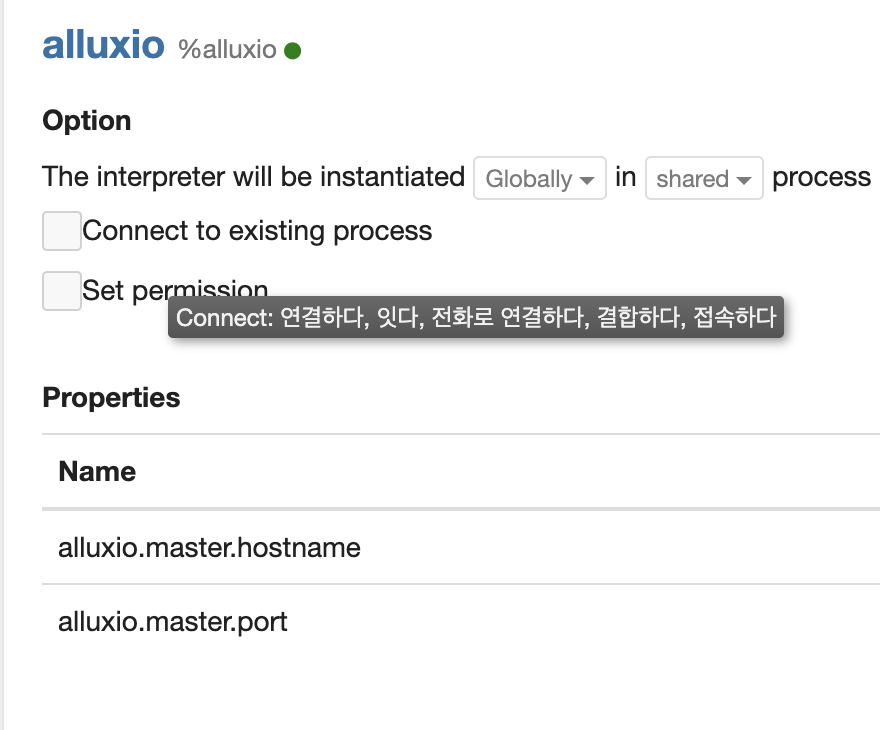 alluxio %alluxio
Option
The interpreter will be instantiated Globally in shared process
Connect to existing process
Set permission
Connect: 연결하다, 잇다, 전화로 연결하다, 결합하다, 접속하다
Properties
Name
alluxio.master.hostname
alluxio.master.port